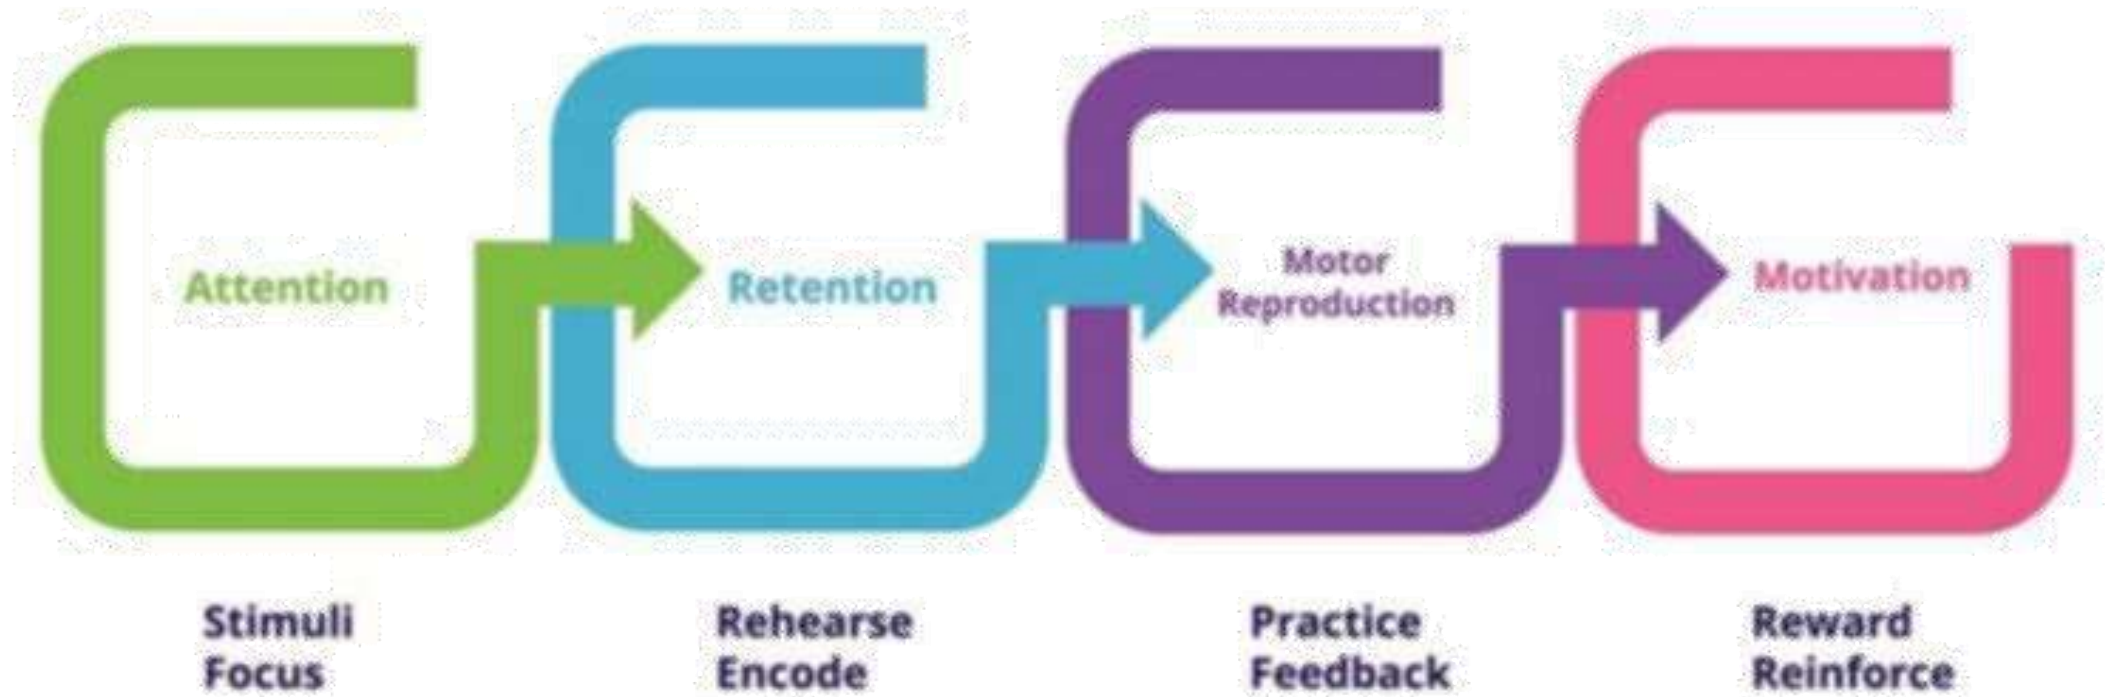 Attention
Retention
Motor
Reproduction
Motivation
Stimuli
Focus
Rehearse
Encode
Practice
Feedback
Reward
Reinforce